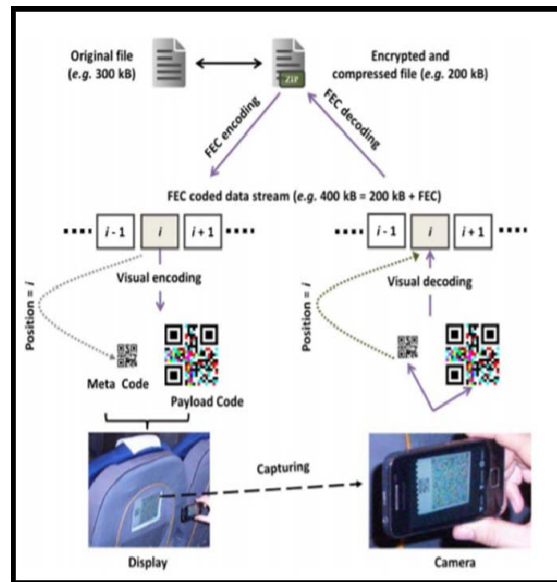 Original file
(e.g. 300 kB)
ZIP
Encrypted and
compressed file (e.g. 200 kB)
FEC encoding
FEC decoding
FEC coded data stream (e.g. 400 kB = 200 kB + FEC)
i - 1
i
i + 1
i - 1
i
i + 1
Visual encoding
Visual decoding
Position = i
Position = i
Meta Code
Payload Code
Capturing
Display
Camera